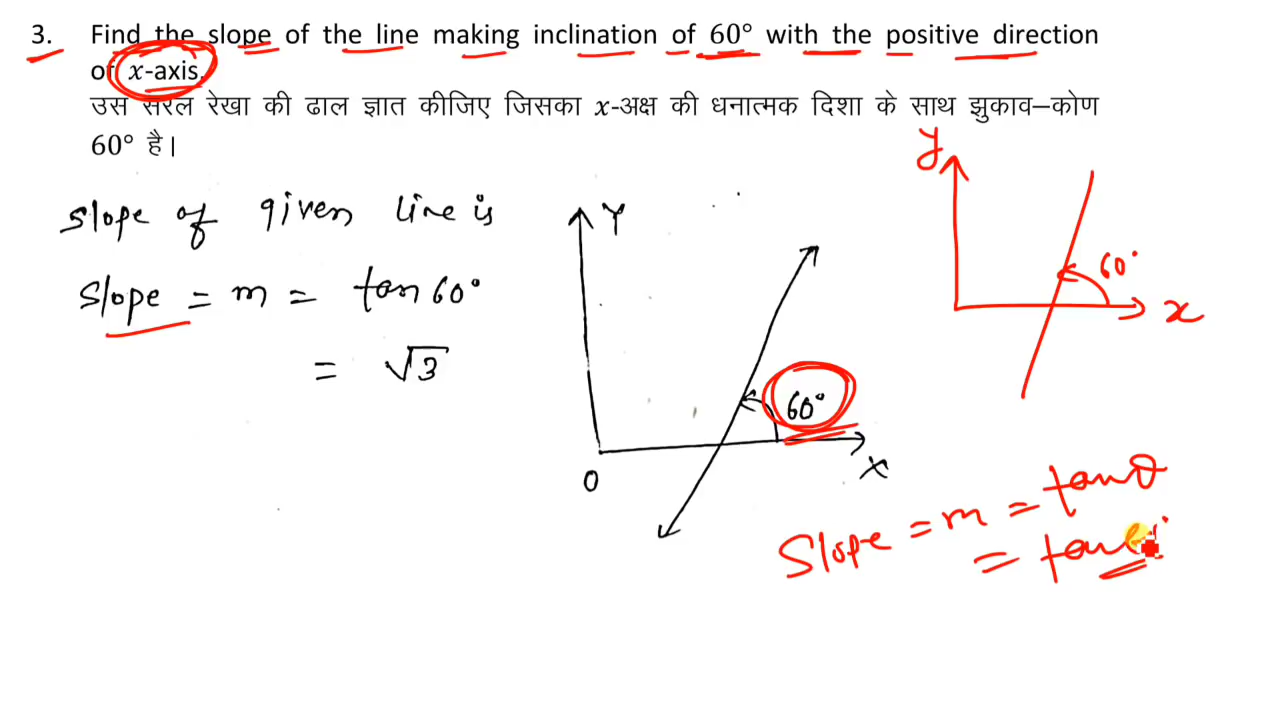 3. Find the slope of the line making inclination of 60° with the positive direction
of x-axis.
उस सरल रेखा की ढाल ज्ञात कीजिए जिसका x-अक्ष की धनात्मक दिशा के साथ झुकाव–कोण
60° है।
Slope of given line is
Slope = m = tan 60°
= √3
Y
60°
X
O
y
60°
x
Slope = m = tanθ
= tan